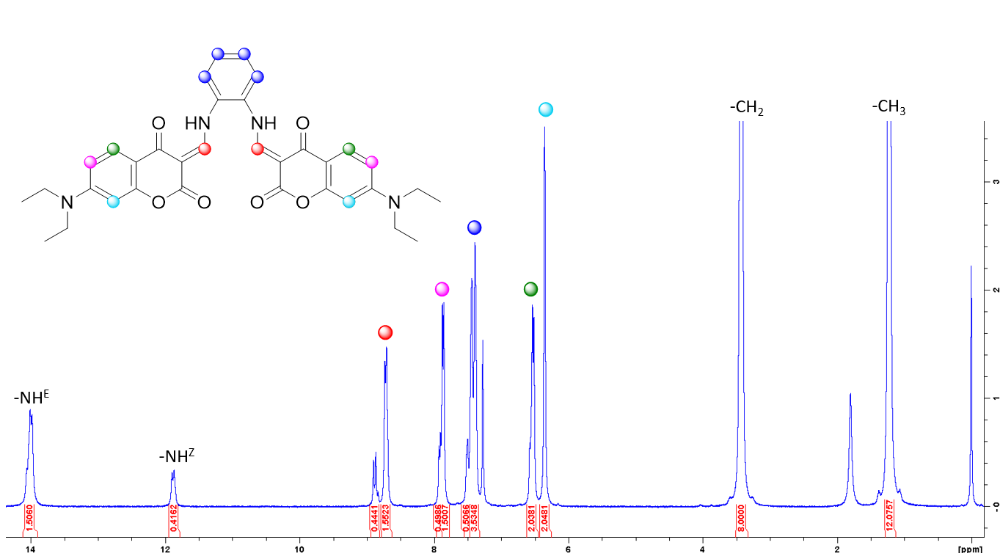 -CH2
-CH3
O
HN
NH
O
3
N
O
O
O
O
N
2
-NHE
1
-NHZ
0
1.5060
0.4162
0.4441
1.5523
0.4986
1.5007
0.5066
3.5348
2.0381
2.0481
8.0000
12.0757
14
12
10
8
6
4
2
[ppm]